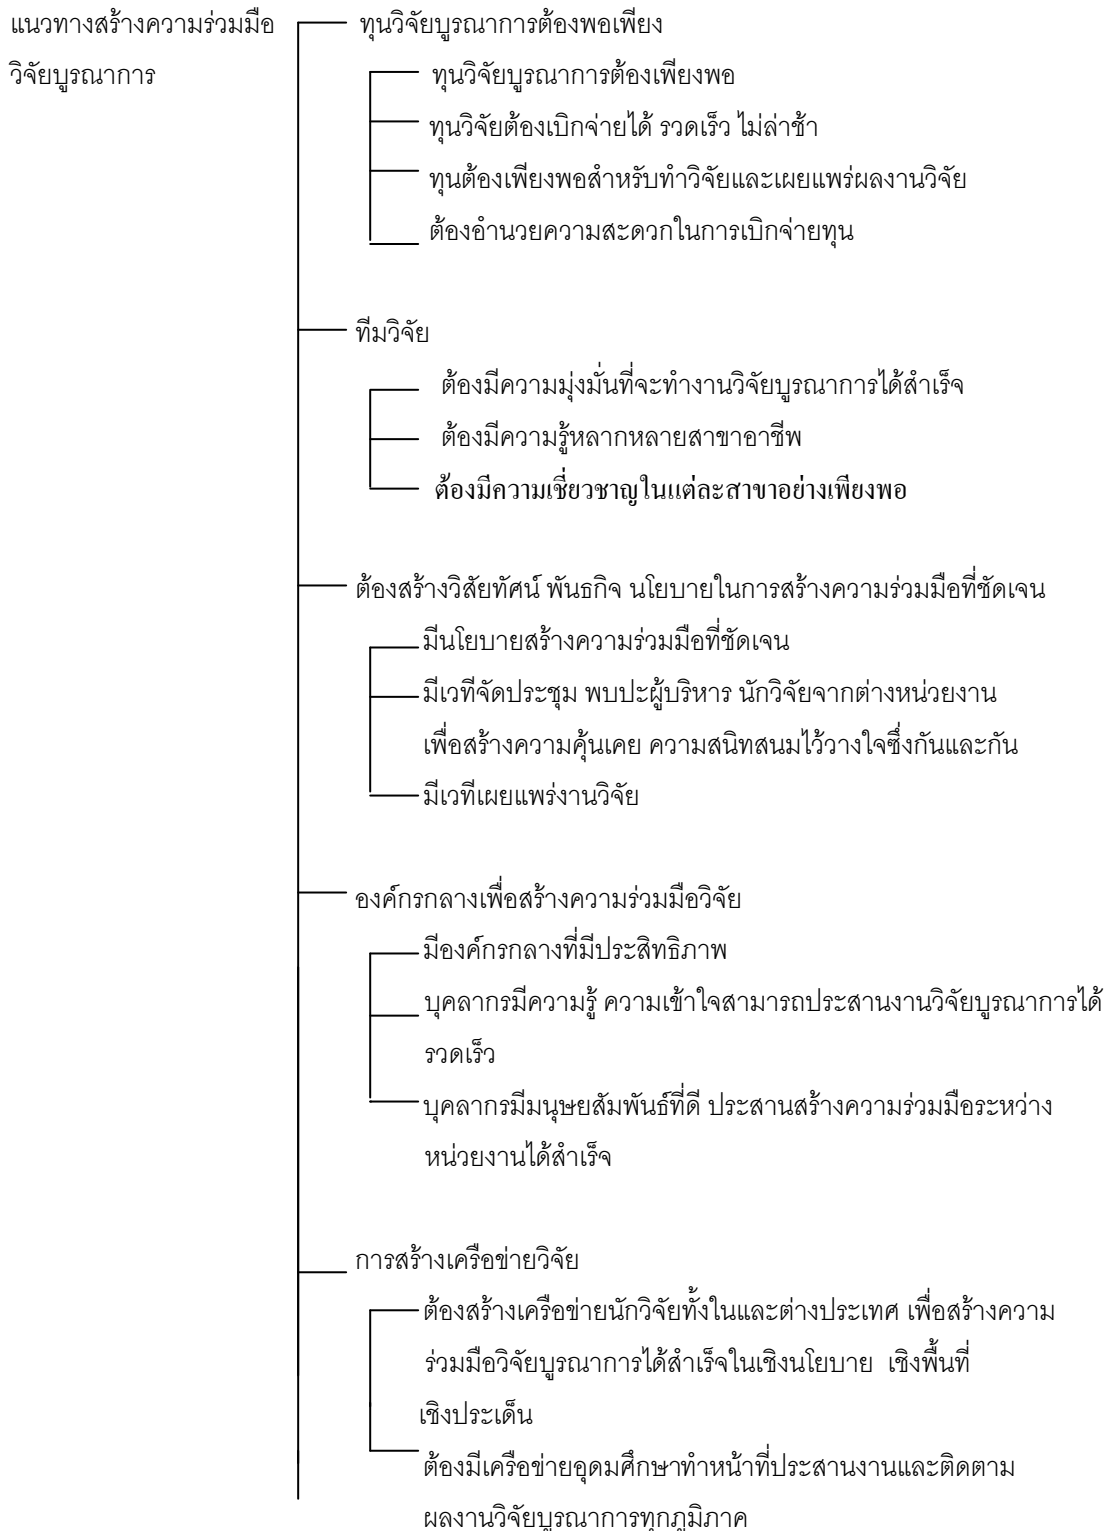 แนวทางสร้างความร่วมมือ
วิจัยบูรณาการ
ทุนวิจัยบูรณาการต้องพอเพียง
ทุนวิจัยบูรณาการต้องเพียงพอ
ทุนวิจัยต้องเบิกจ่ายได้ รวดเร็ว ไม่ล่าช้า
ทุนต้องเพียงพอสำหรับทำวิจัยและเผยแพร่ผลงานวิจัย
ต้องอำนวยความสะดวกในการเบิกจ่ายทุน
ทีมวิจัย
ต้องมีความมุ่งมั่นที่จะทำงานวิจัยบูรณาการได้สำเร็จ
ต้องมีความรู้หลากหลายสาขาอาชีพ
ต้องมีความเชี่ยวชาญในแต่ละสาขาอย่างเพียงพอ
ต้องสร้างวิสัยทัศน์ พันธกิจ นโยบายในการสร้างความร่วมมือที่ชัดเจน
มีนโยบายสร้างความร่วมมือที่ชัดเจน
มีเวทีจัดประชุม พบปะผู้บริหาร นักวิจัยจากต่างหน่วยงาน
เพื่อสร้างความคุ้นเคย ความสนิทสนมไว้วางใจซึ่งกันและกัน
มีเวทีเผยแพร่งานวิจัย
องค์กรกลางเพื่อสร้างความร่วมมือวิจัย
มีองค์กรกลางที่มีประสิทธิภาพ
บุคลากรมีความรู้ ความเข้าใจสามารถประสานงานวิจัยบูรณาการได้
รวดเร็ว
บุคลากรมีมนุษยสัมพันธ์ที่ดี ประสานสร้างความร่วมมือระหว่าง
หน่วยงานได้สำเร็จ
การสร้างเครือข่ายวิจัย
ต้องสร้างเครือข่ายนักวิจัยทั้งในและต่างประเทศ เพื่อสร้างความ
ร่วมมือวิจัยบูรณาการได้สำเร็จในเชิงนโยบาย เชิงพื้นที่
เชิงประเด็น
ต้องมีเครือข่ายอุดมศึกษาทำหน้าที่ประสานงานและติดตาม
ผลงานวิจัยบูรณาการทุกภูมิภาค